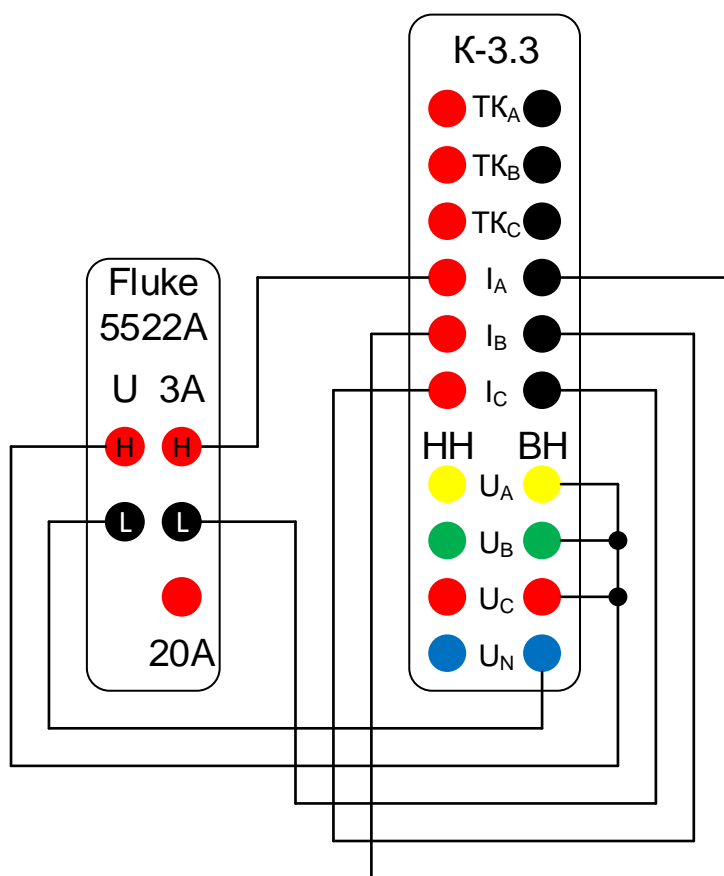 К-3.3
ТКA
ТКB
ТКC
IA
IB
IC
НН ВН
UA
UB
UC
UN
Fluke
5522A
U 3A
H H
L L
20A